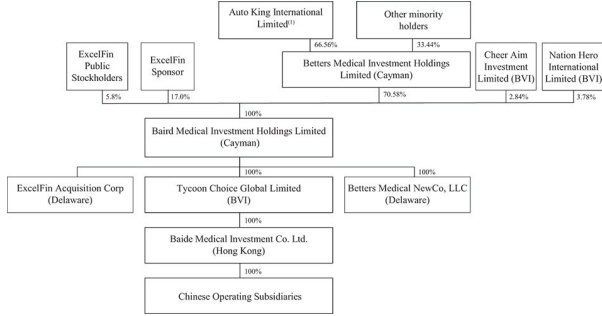 Auto King International
Limited(1)
Other minority
holders
66.56%
33.44%
ExcelFin
Public
Stockholders
ExcelFin
Sponsor
Betters Medical Investment Holdings
Limited (Cayman)
Cheer Aim
Investment
Limited (BVI)
Nation Hero
International
Limited (BVI)
5.8%
17.0%
70.58%
2.84%
3.78%
100%
Baird Medical Investment Holdings Limited
(Cayman)
100%
100%
ExcelFin Acquisition Corp
(Delaware)
Tycoon Choice Global Limited
(BVI)
Betters Medical NewCo, LLC
(Delaware)
100%
Baide Medical Investment Co. Ltd.
(Hong Kong)
100%
Chinese Operating Subsidiaries